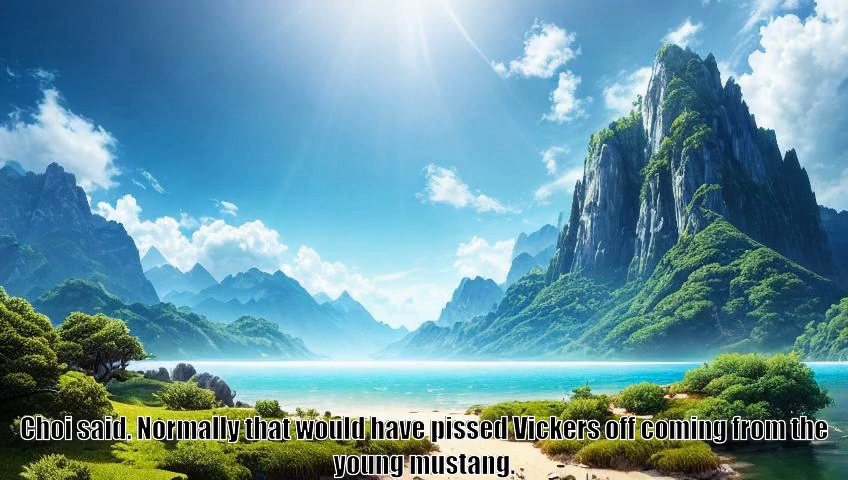 Choi said. Normally that would have pissed Vickers off coming from the
young mustang.